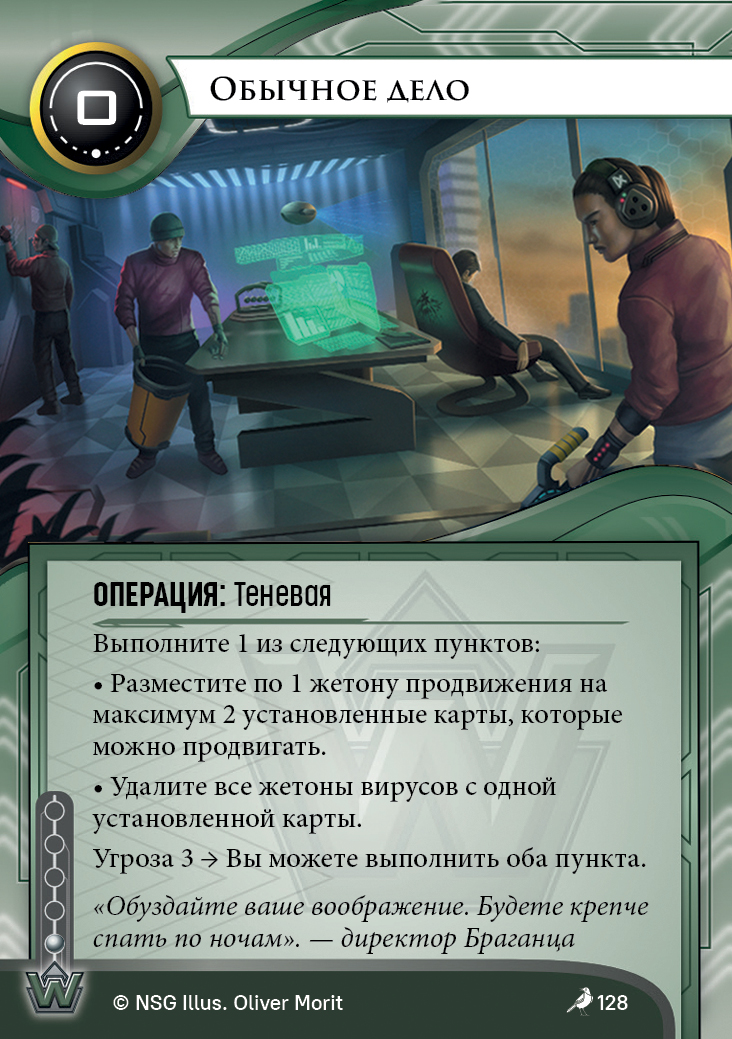 Обычное дело
ОПЕРАЦИЯ: Теневая
Выполните 1 из следующих пунктов:
• Разместите по 1 жетону продвижения на
максимум 2 установленные карты, которые
можно продвигать.
• Удалите все жетоны вирусов с одной
установленной карты.
Угроза 3 → Вы можете выполнить оба пункта.
«Обуздайте ваше воображение. Будете крепче
спать по ночам». — директор Браганца
© NSG Illus. Oliver Morit
128